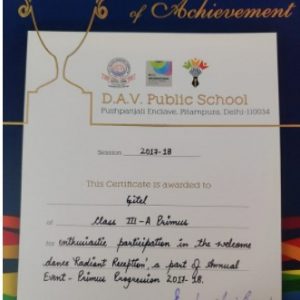 of Achievement
D.A.V. Public School
Pushpanjali Enclave, Pitampura, Delhi-110034
Session 2017-18
This Certificate is awarded to
Gitel
of Class III-A Primus
for enthuiastic participation in the welcome
dance 'Radiant Reception', a part of Annual
Event - Primus Progression 2017-18.